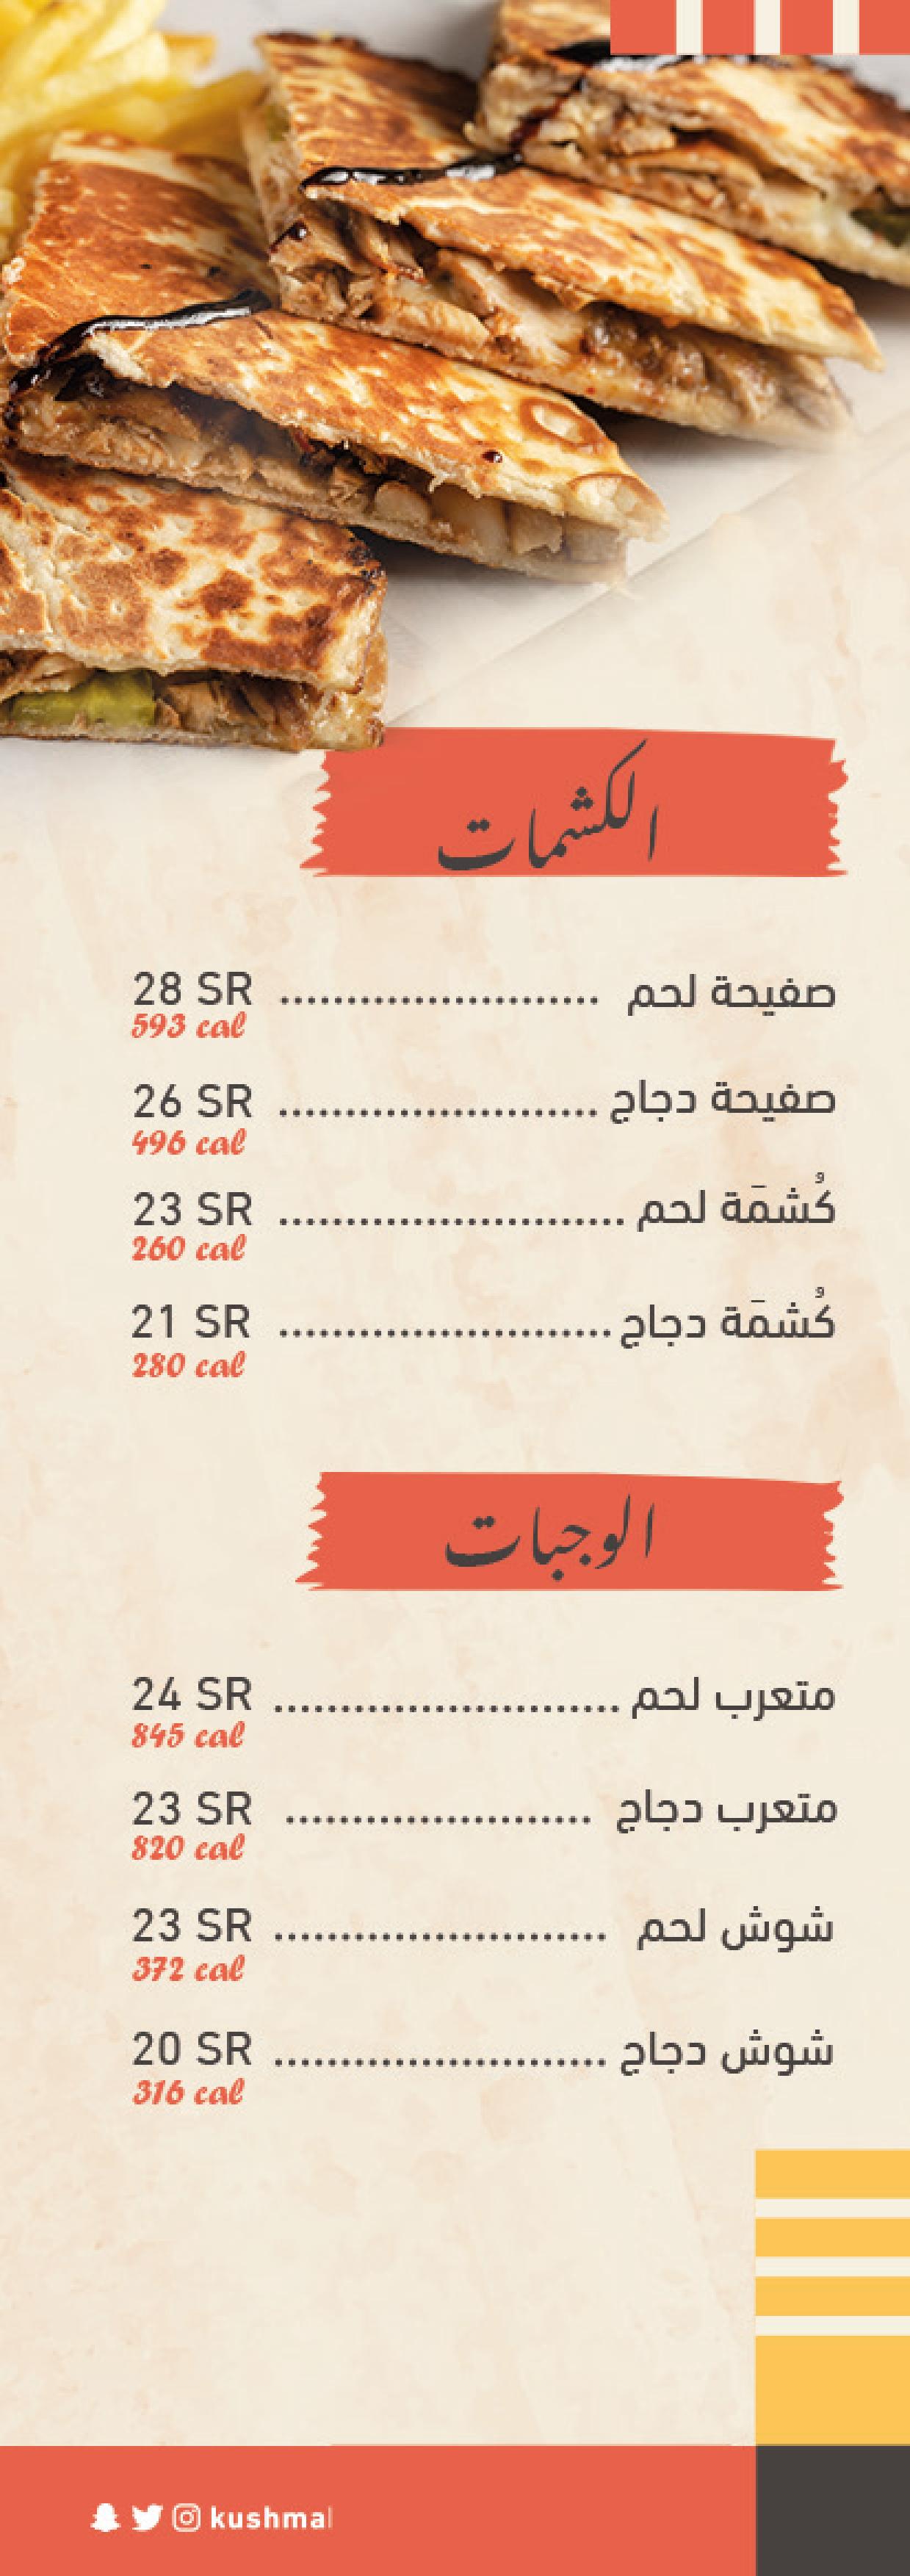 الكشمات
صفيحة لحم ........................ 28 SR
593 cal
صفيحة دجاج ........................ 26 SR
496 cal
كُشمَة لحم .......................... 23 SR
260 cal
كُشمَة دجاج ......................... 21 SR
280 cal
الوجبات
متعرب لحم .......................... 24 SR
845 cal
متعرب دجاج ....................... 23 SR
820 cal
شوش لحم ......................... 23 SR
372 cal
شوش دجاج ......................... 20 SR
316 cal
kushma